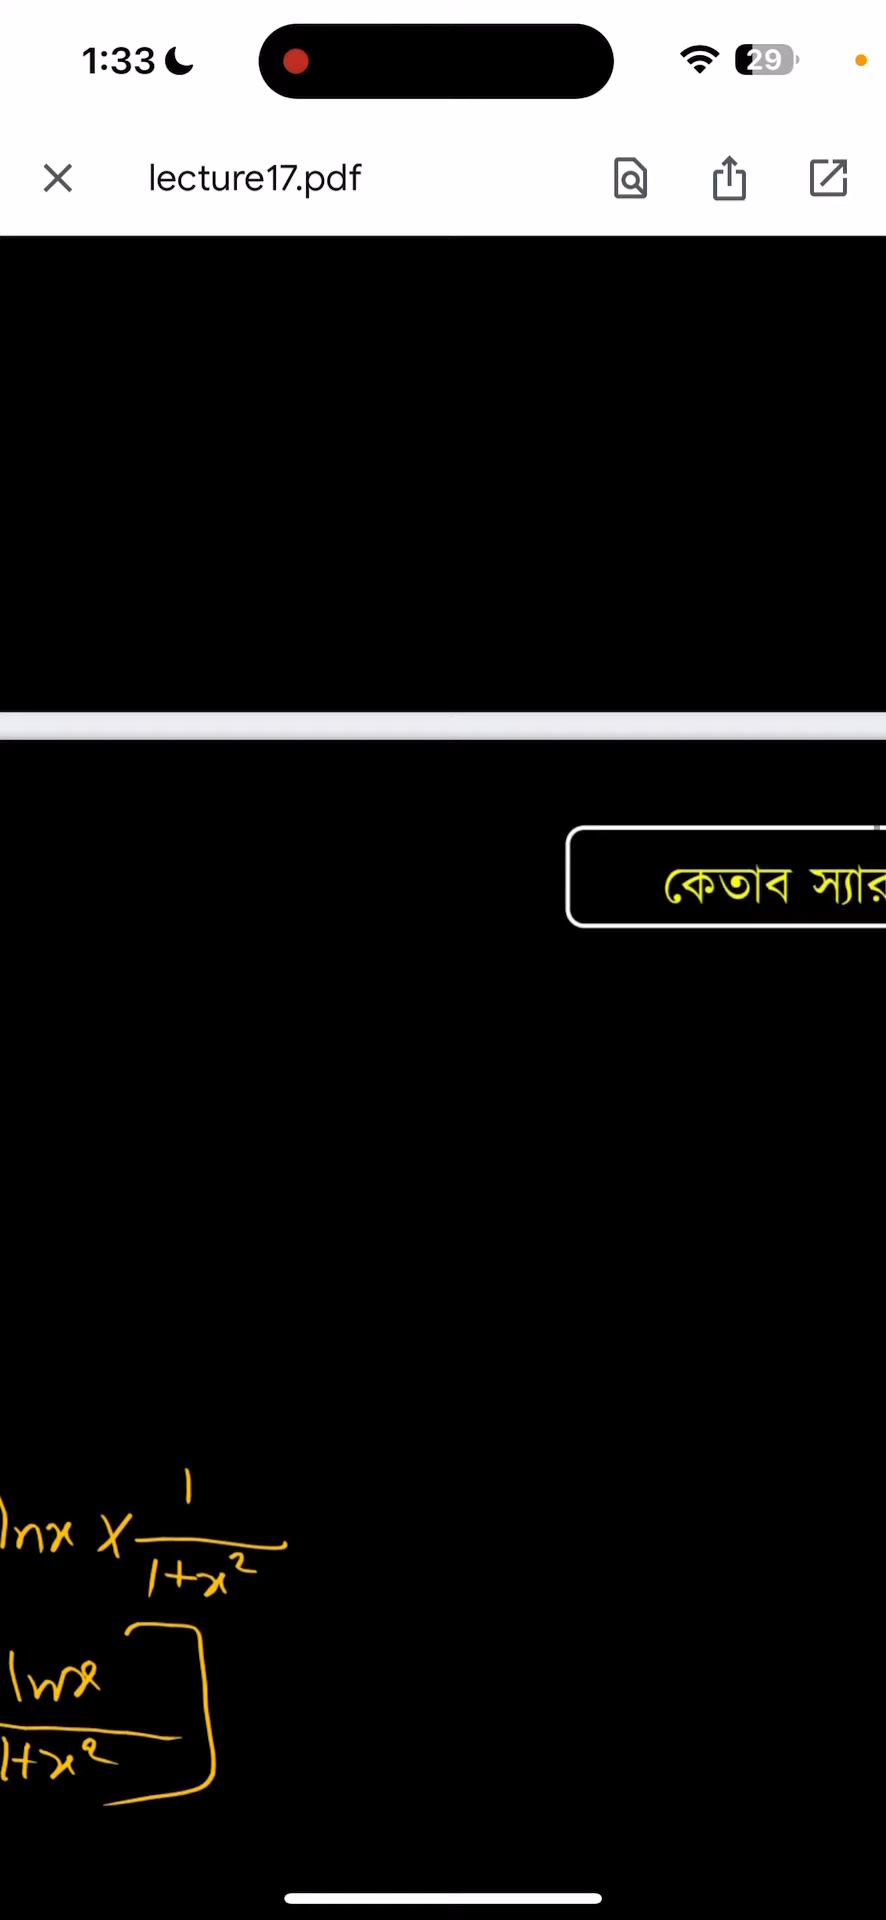 1:33 29
lecture17.pdf
কেতাব স্যার
lnx × 1/(1+x²)
lnx/(1+x²) ]